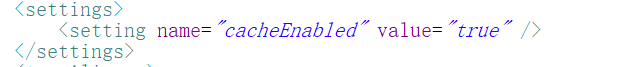 <settings>
    <setting name="cacheEnabled" value="true" />
</settings>